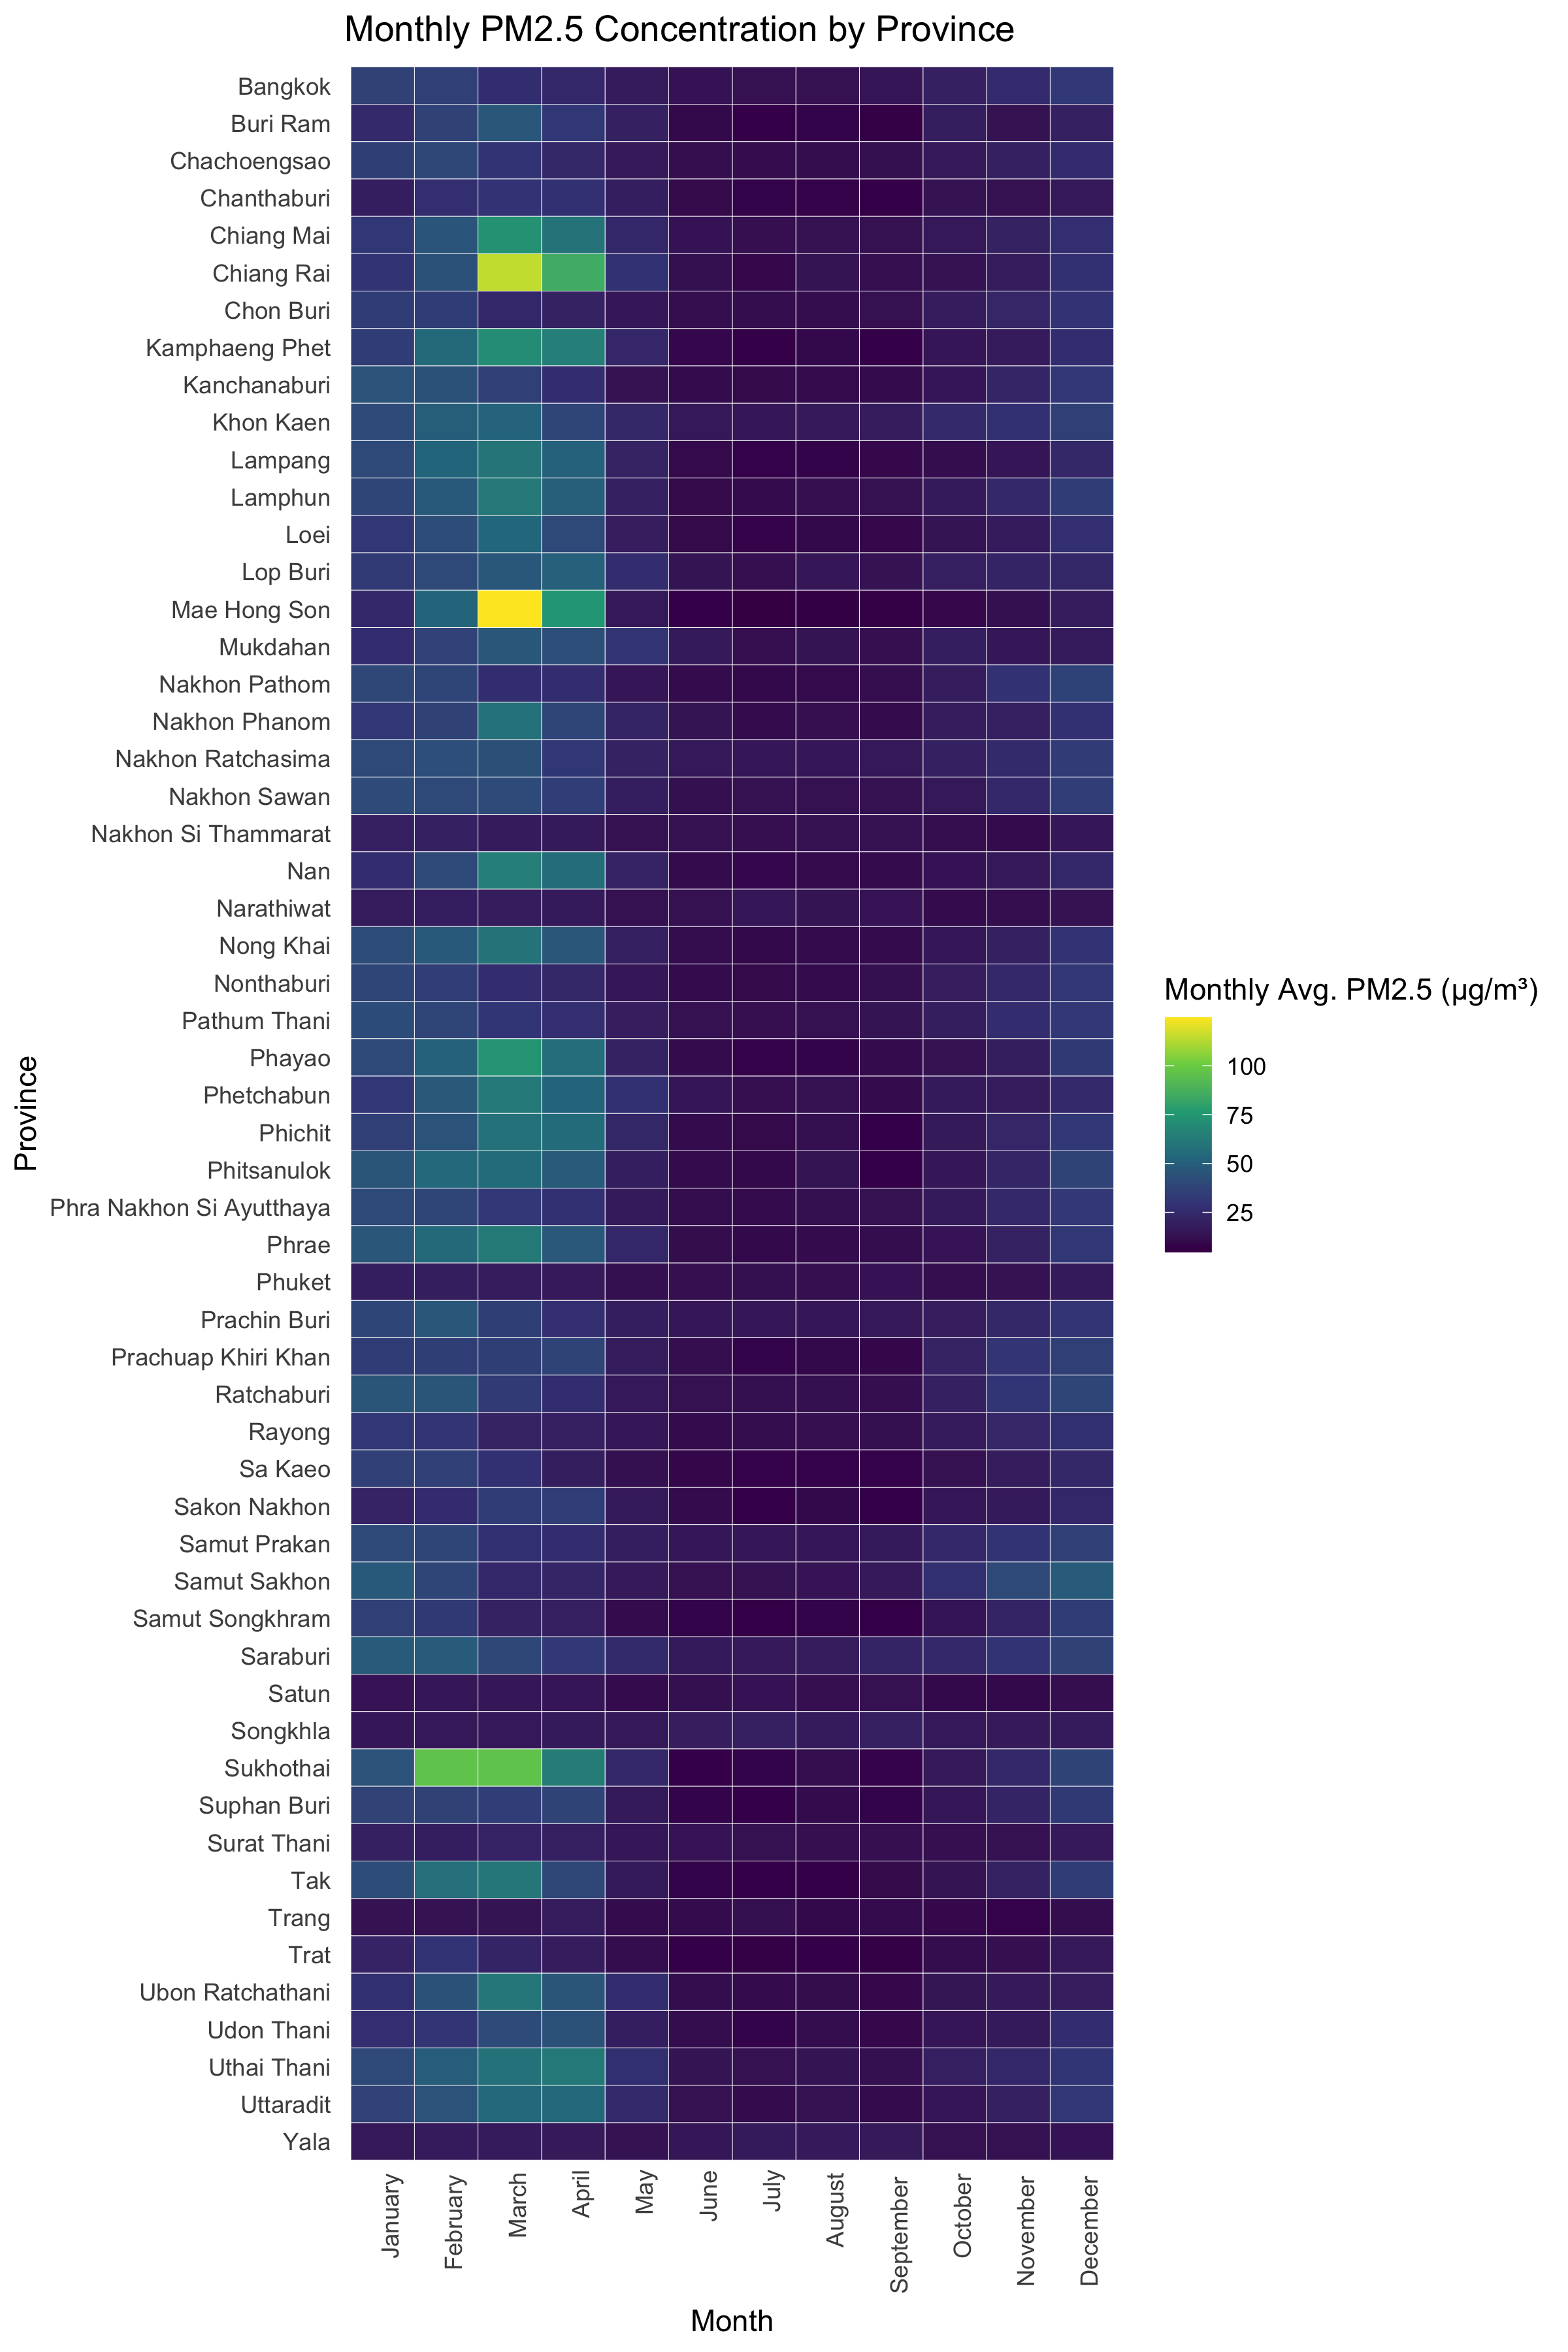 Monthly PM2.5 Concentration by Province
Province
Bangkok
Buri Ram
Chachoengsao
Chanthaburi
Chiang Mai
Chiang Rai
Chon Buri
Kamphaeng Phet
Kanchanaburi
Khon Kaen
Lampang
Lamphun
Loei
Lop Buri
Mae Hong Son
Mukdahan
Nakhon Pathom
Nakhon Phanom
Nakhon Ratchasima
Nakhon Sawan
Nakhon Si Thammarat
Nan
Narathiwat
Nong Khai
Nonthaburi
Pathum Thani
Phayao
Phetchabun
Phichit
Phitsanulok
Phra Nakhon Si Ayutthaya
Phrae
Phuket
Prachin Buri
Prachuap Khiri Khan
Ratchaburi
Rayong
Sa Kaeo
Sakon Nakhon
Samut Prakan
Samut Sakhon
Samut Songkhram
Saraburi
Satun
Songkhla
Sukhothai
Suphan Buri
Surat Thani
Tak
Trang
Trat
Ubon Ratchathani
Udon Thani
Uthai Thani
Uttaradit
Yala
January
February
March
April
May
June
July
August
September
October
November
December
Month
Monthly Avg. PM2.5 (µg/m³)
100
75
50
25